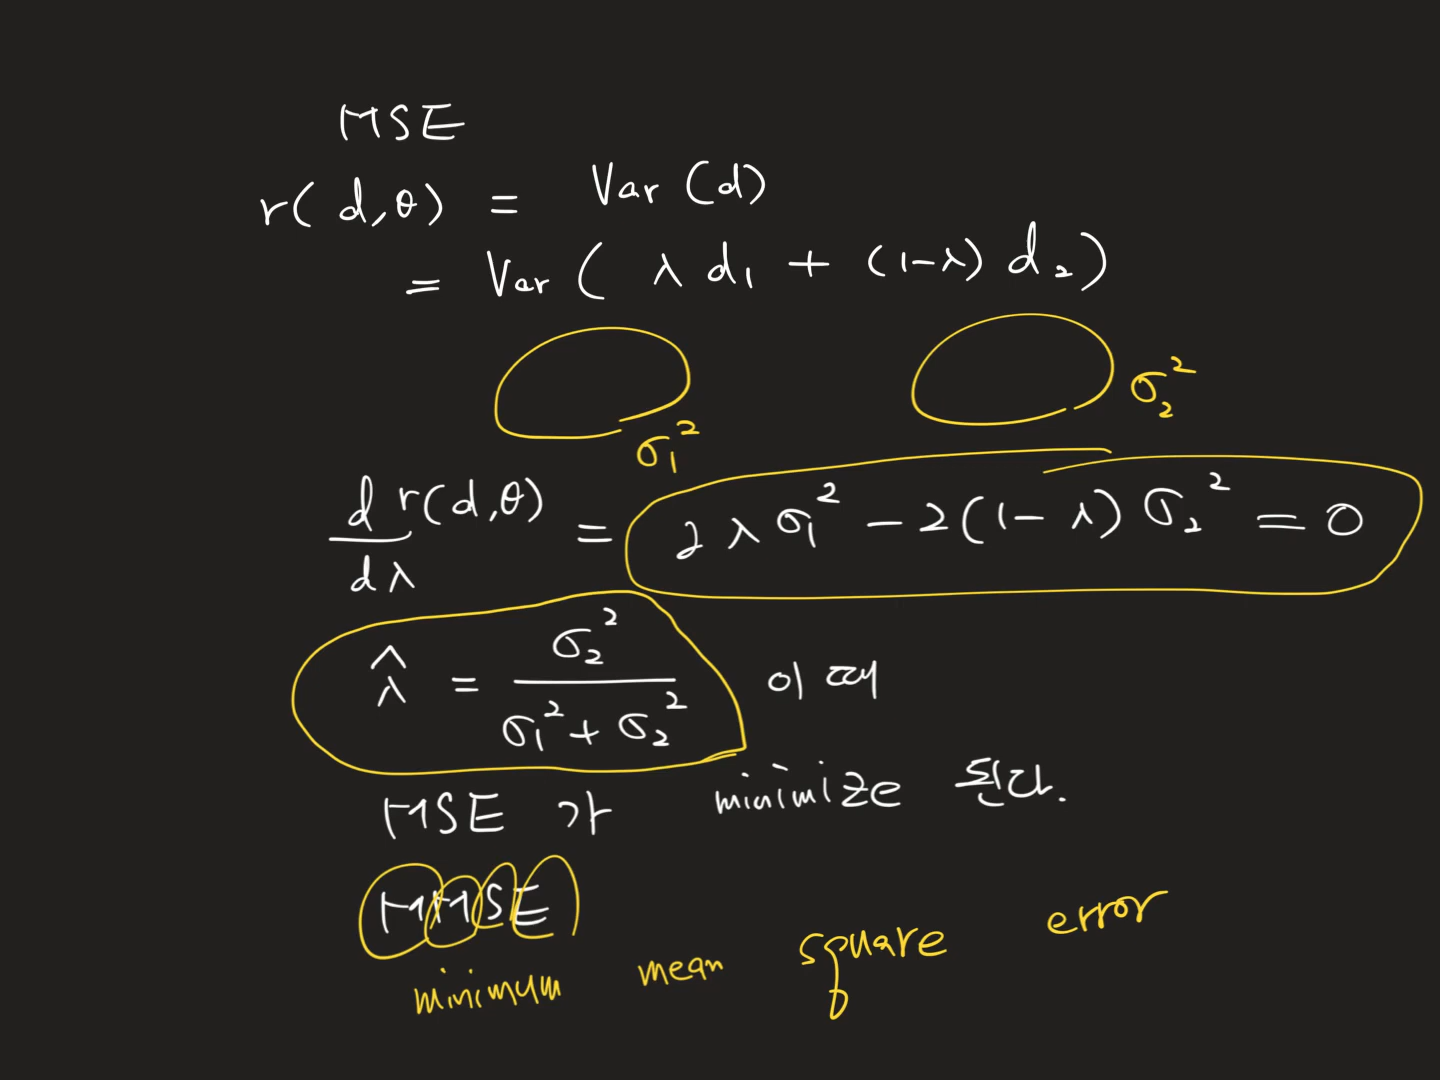 MSE
r(d,θ) = Var(d)
= Var(λd₁ + (1-λ)d₂)
σ₁² σ₂²
d/dλ r(d,θ) = 2λσ₁² - 2(1-λ)σ₂² = 0
λ̂ = σ₂² / (σ₁² + σ₂²) 이 때
MSE 가 minimize 된다.
MMSE
minimum mean square error